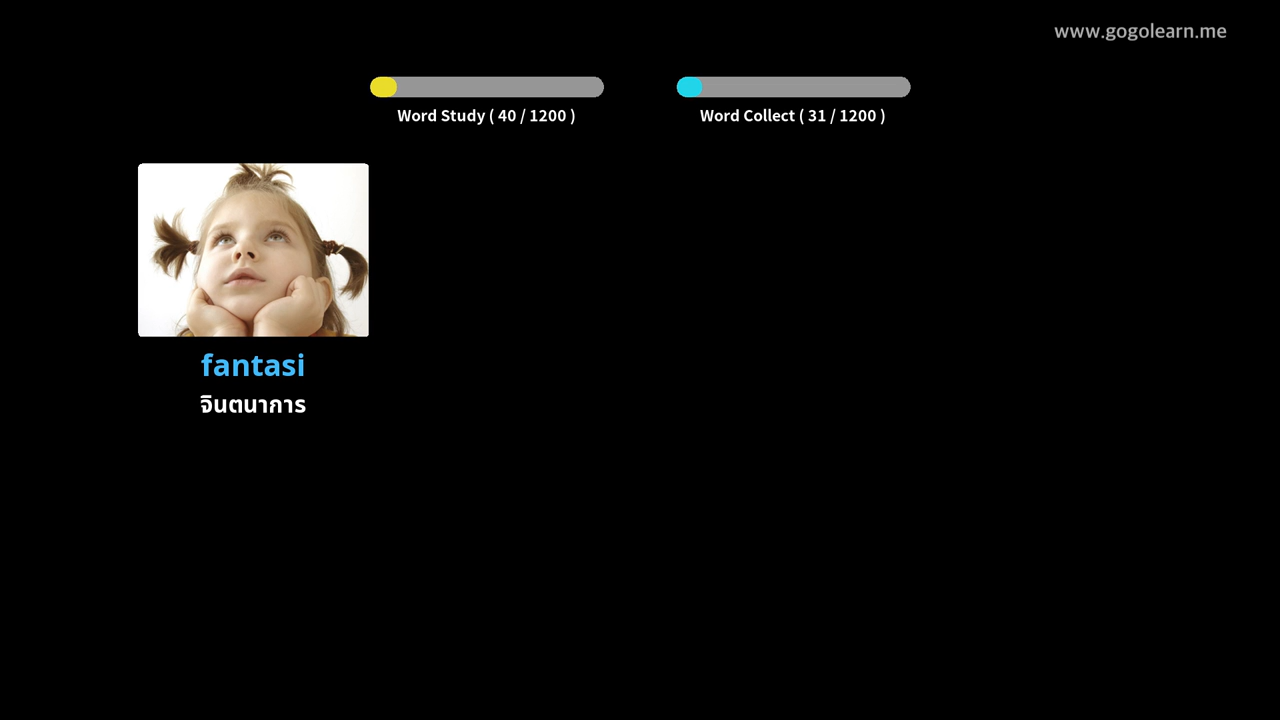 www.gogolearn.me
Word Study ( 40 / 1200 )
Word Collect ( 31 / 1200 )
fantasi
จินตนาการ